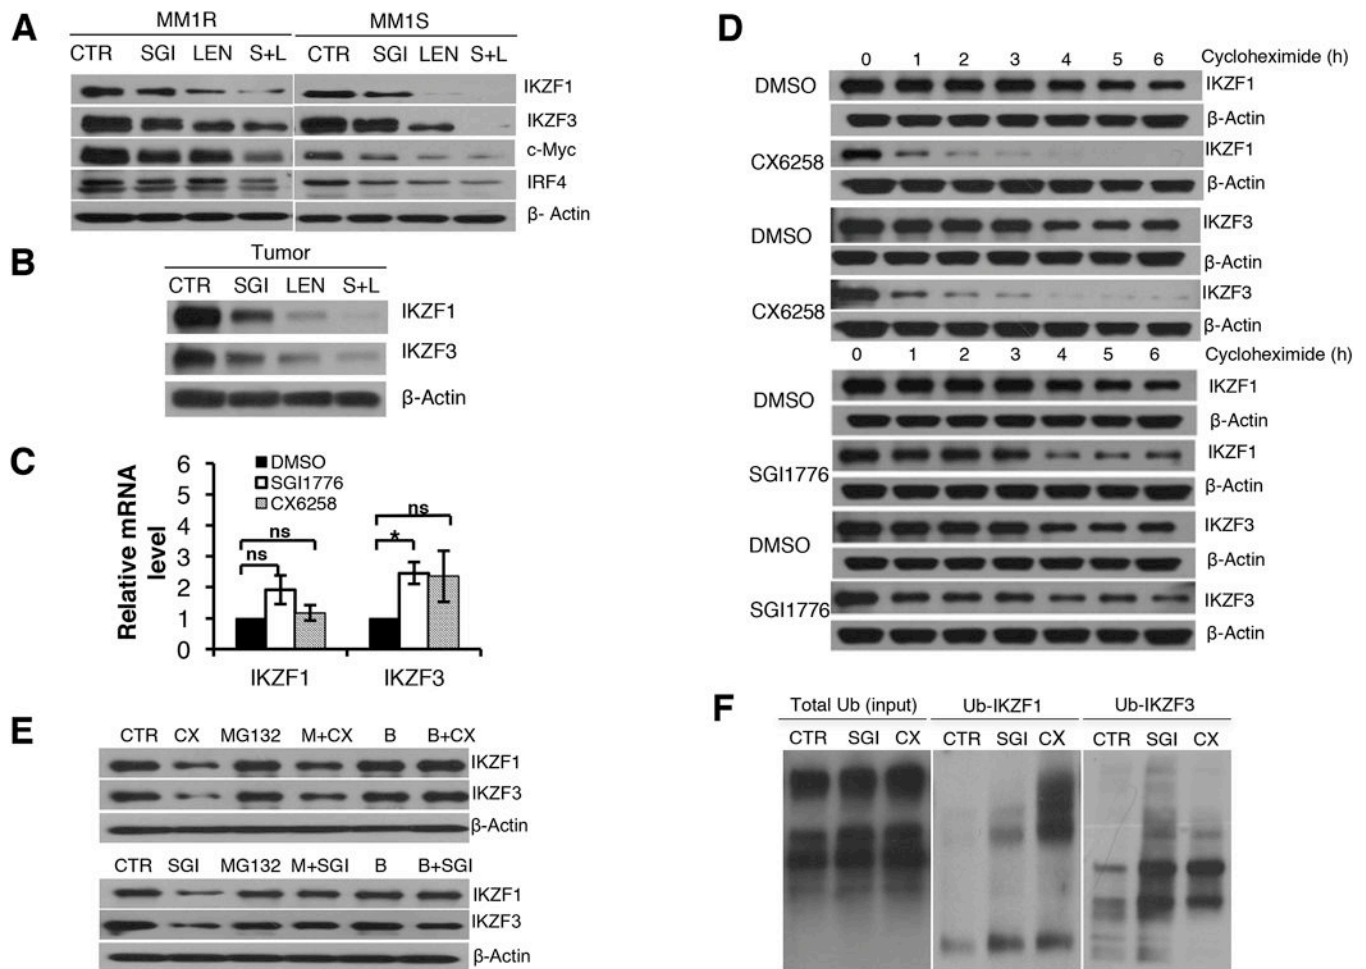 A
MM1R MM1S
CTR SGI LEN S+L CTR SGI LEN S+L
IKZF1
IKZF3
c-Myc
IRF4
β- Actin
B
Tumor
CTR SGI LEN S+L
IKZF1
IKZF3
β-Actin
C
Relative mRNA
level
6
5
4
3
2
1
0
DMSO
SGI1776
CX6258
ns
ns
ns
*
IKZF1 IKZF3
D
0 1 2 3 4 5 6 Cycloheximide (h)
DMSO IKZF1
β-Actin
CX6258 IKZF1
β-Actin
DMSO IKZF3
β-Actin
CX6258 IKZF3
β-Actin
0 1 2 3 4 5 6 Cycloheximide (h)
DMSO IKZF1
β-Actin
SGI1776 IKZF1
β-Actin
DMSO IKZF3
β-Actin
SGI1776 IKZF3
β-Actin
E
CTR CX MG132 M+CX B B+CX
IKZF1
IKZF3
β-Actin
CTR SGI MG132 M+SGI B B+SGI
IKZF1
IKZF3
β-Actin
F
Total Ub (input) Ub-IKZF1 Ub-IKZF3
CTR SGI CX CTR SGI CX CTR SGI CX